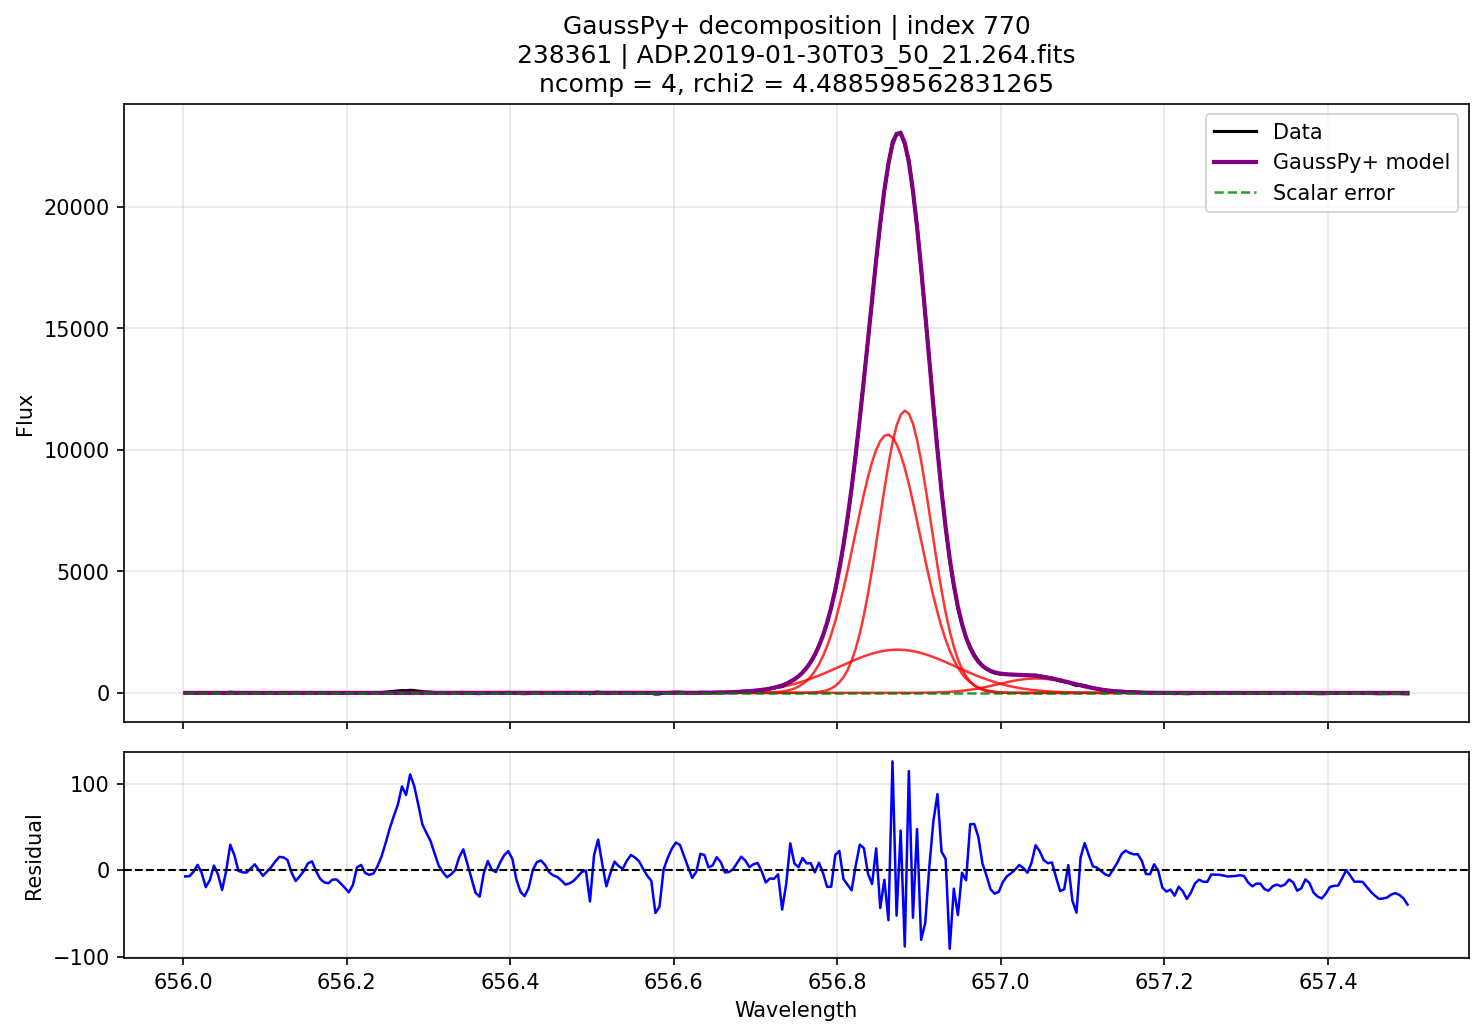 GaussPy+ decomposition | index 770
238361 | ADP.2019-01-30T03_50_21.264.fits
ncomp = 4, rchi2 = 4.488598562831265
Data
GaussPy+ model
Scalar error
Flux
20000
15000
10000
5000
0
Residual
100
0
−100
656.0 656.2 656.4 656.6 656.8 657.0 657.2 657.4
Wavelength